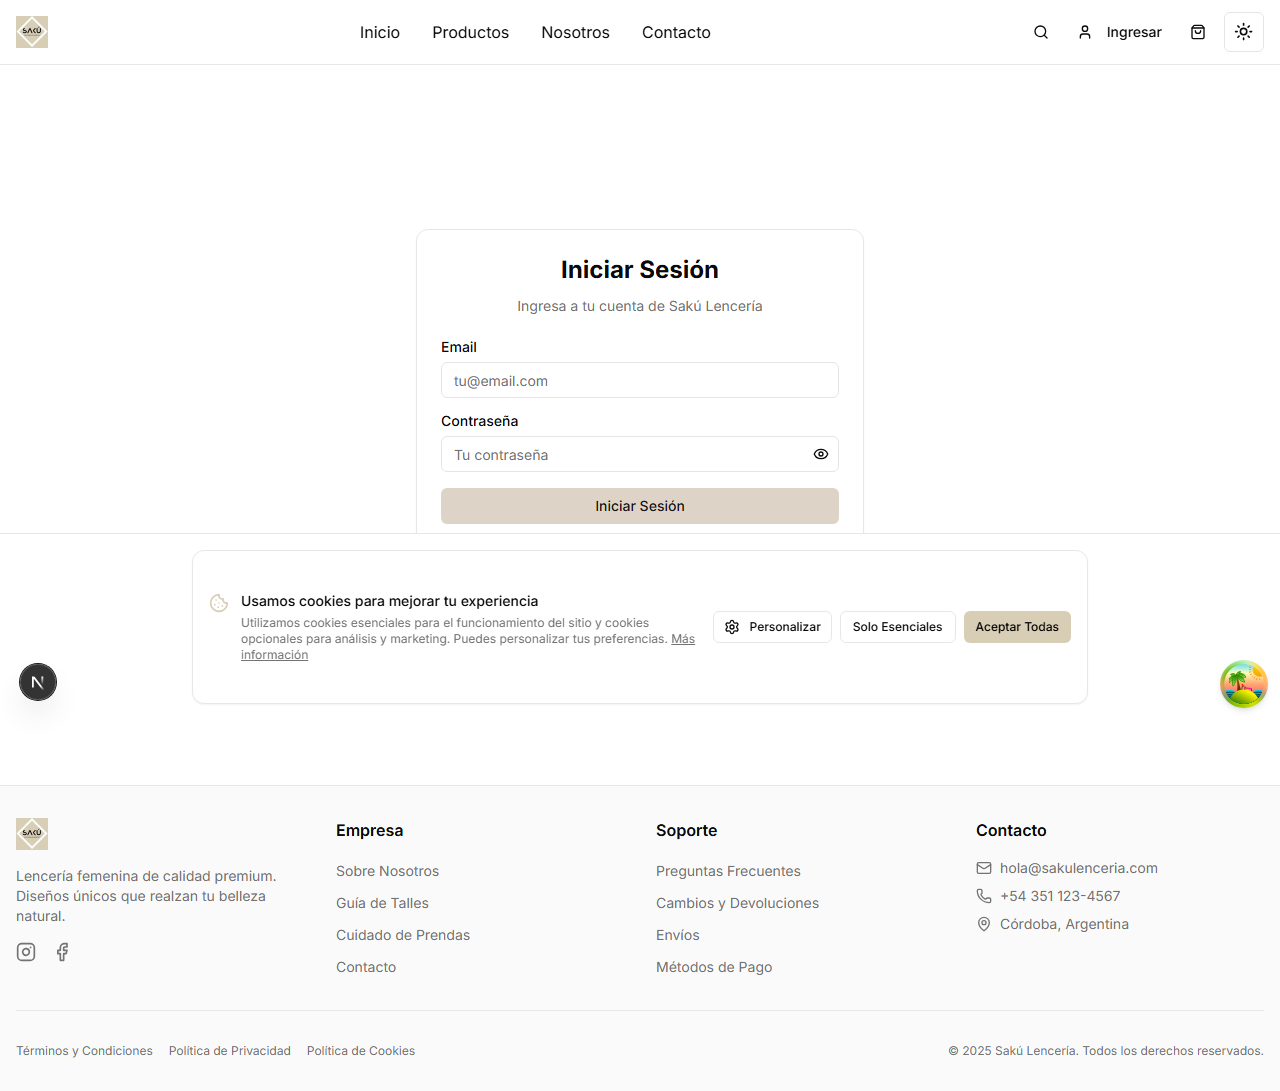 SAKÚ
Inicio Productos Nosotros Contacto
Ingresar
Iniciar Sesión
Ingresa a tu cuenta de Sakú Lencería
Email
tu@email.com
Contraseña
Tu contraseña
Iniciar Sesión
Usamos cookies para mejorar tu experiencia
Utilizamos cookies esenciales para el funcionamiento del sitio y cookies
opcionales para análisis y marketing. Puedes personalizar tus preferencias. Más
información
Personalizar Solo Esenciales Aceptar Todas
N
SAKÚ
Lencería femenina de calidad premium.
Diseños únicos que realzan tu belleza
natural.
Empresa
Sobre Nosotros
Guía de Talles
Cuidado de Prendas
Contacto
Soporte
Preguntas Frecuentes
Cambios y Devoluciones
Envíos
Métodos de Pago
Contacto
hola@sakulenceria.com
+54 351 123-4567
Córdoba, Argentina
Términos y Condiciones Política de Privacidad Política de Cookies
© 2025 Sakú Lencería. Todos los derechos reservados.